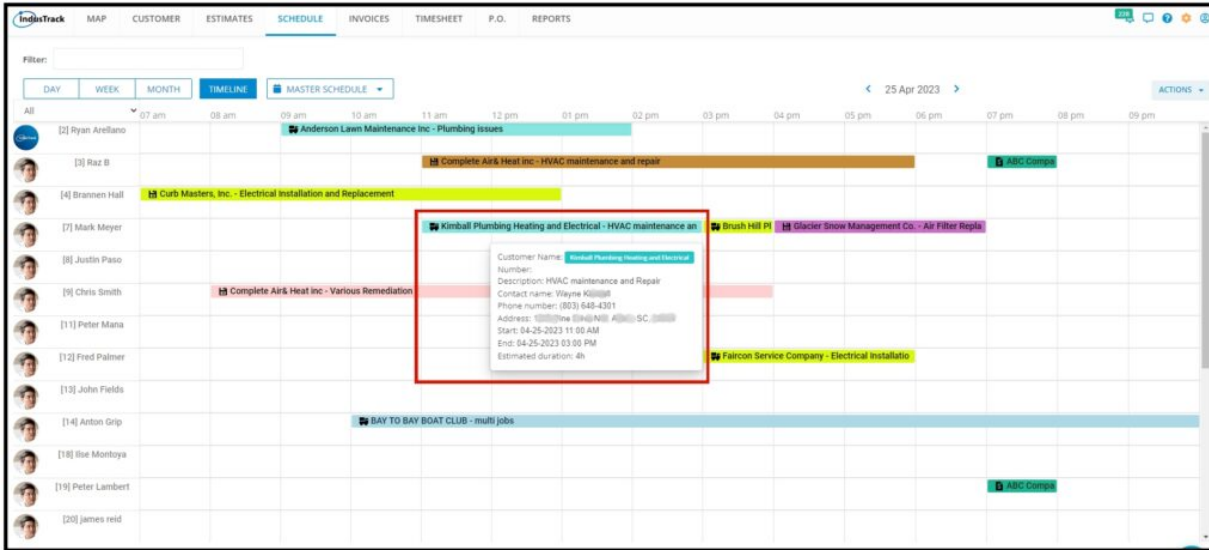 IndusTrack MAP CUSTOMER ESTIMATES SCHEDULE INVOICES TIMESHEET P.O. REPORTS 228
Filter:
DAY WEEK MONTH TIMELINE MASTER SCHEDULE 25 Apr 2023 ACTIONS
All 07 am 08 am 09 am 10 am 11 am 12 pm 01 pm 02 pm 03 pm 04 pm 05 pm 06 pm 07 pm 08 pm 09 pm
[2] Ryan Arellano Anderson Lawn Maintenance Inc - Plumbing issues
[3] Raz B Complete Air& Heat inc - HVAC maintenance and repair ABC Compa
[4] Brannen Hall Curb Masters, Inc. - Electrical Installation and Replacement
[7] Mark Meyer Kimball Plumbing Heating and Electrical - HVAC maintenance an Brush Hill Pl Glacier Snow Management Co. - Air Filter Repla
[8] Justin Paso
Customer Name: Kimball Plumbing Heating and Electrical
Number:
Description: HVAC maintenance and Repair
[9] Chris Smith Complete Air& Heat inc - Various Remediation
Contact name: Wayne
Phone number: (803) 648-4301
Address: SC,
[11] Peter Mana
Start: 04-25-2023 11:00 AM
End: 04-25-2023 03:00 PM
Estimated duration: 4h
[12] Fred Palmer Faircon Service Company - Electrical Installatio
[13] John Fields
[14] Anton Grip BAY TO BAY BOAT CLUB - multi jobs
[18] Ilse Montoya
[19] Peter Lambert ABC Compa
[20] james reid